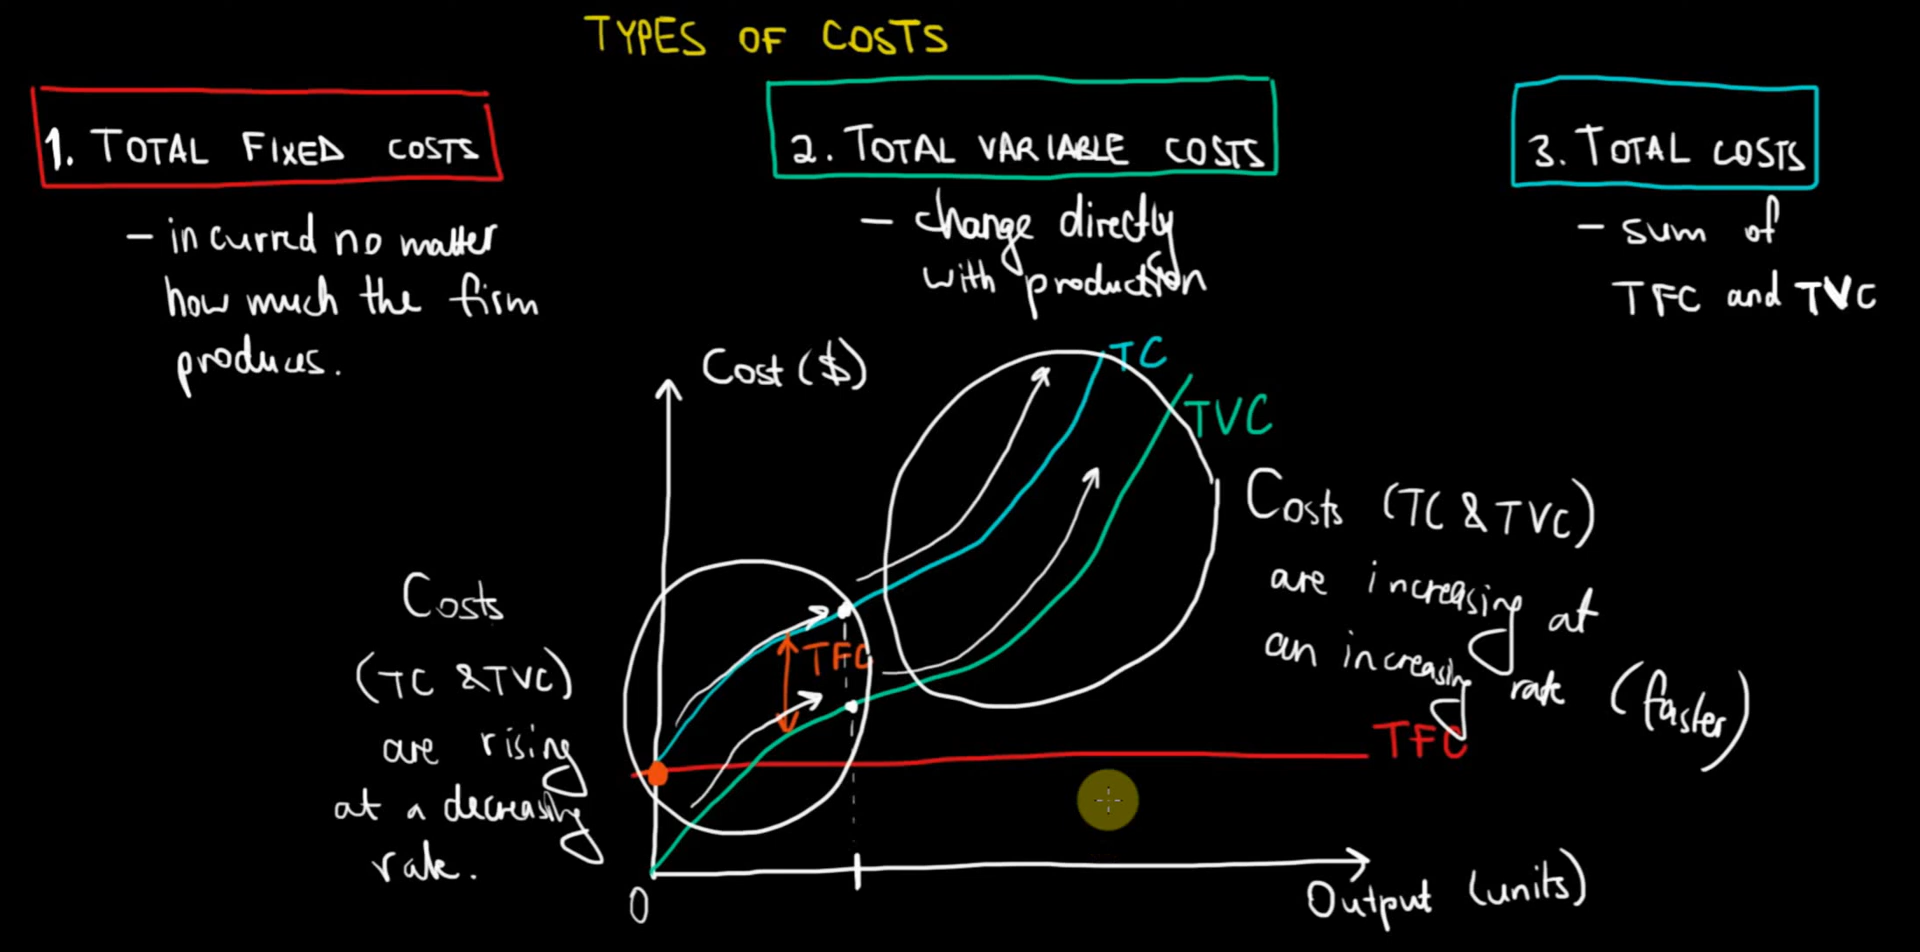 TYPES OF COSTS
1. TOTAL FIXED COSTS
- incurred no matter
how much the firm
produces.
2. TOTAL VARIABLE COSTS
- change directly
with production
3. TOTAL COSTS
- sum of
TFC and TVC
Cost ($)
TC
TVC
Costs (TC & TVC)
are increasing at
an increasing rate (faster)
Costs
(TC & TVC)
are rising
at a decreasing
rate.
TFC
TFC
0
Output (units)